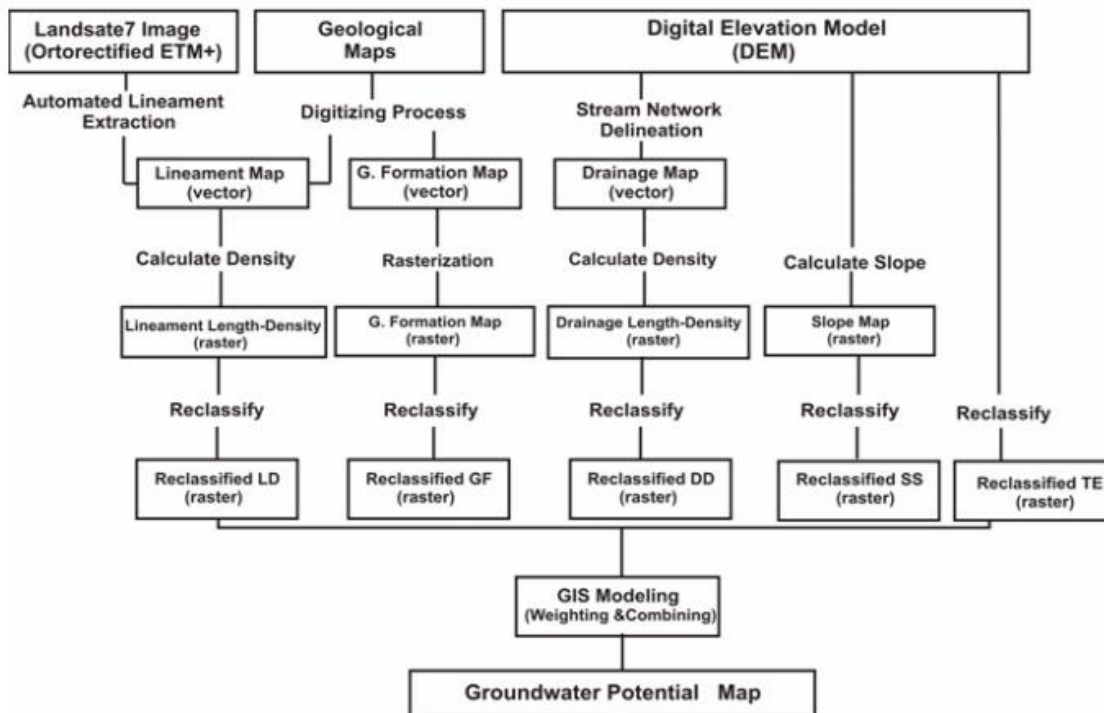 Landsate7 Image
(Ortorectified ETM+)
Geological
Maps
Digital Elevation Model
(DEM)
Automated Lineament
Extraction
Digitizing Process
Stream Network
Delineation
Lineament Map
(vector)
G. Formation Map
(vector)
Drainage Map
(vector)
Calculate Density
Rasterization
Calculate Density
Calculate Slope
Lineament Length-Density
(raster)
G. Formation Map
(raster)
Drainage Length-Density
(raster)
Slope Map
(raster)
Reclassify
Reclassify
Reclassify
Reclassify
Reclassify
Reclassified LD
(raster)
Reclassified GF
(raster)
Reclassified DD
(raster)
Reclassified SS
(raster)
Reclassified TE
(raster)
GIS Modeling
(Weighting &Combining)
Groundwater Potential Map